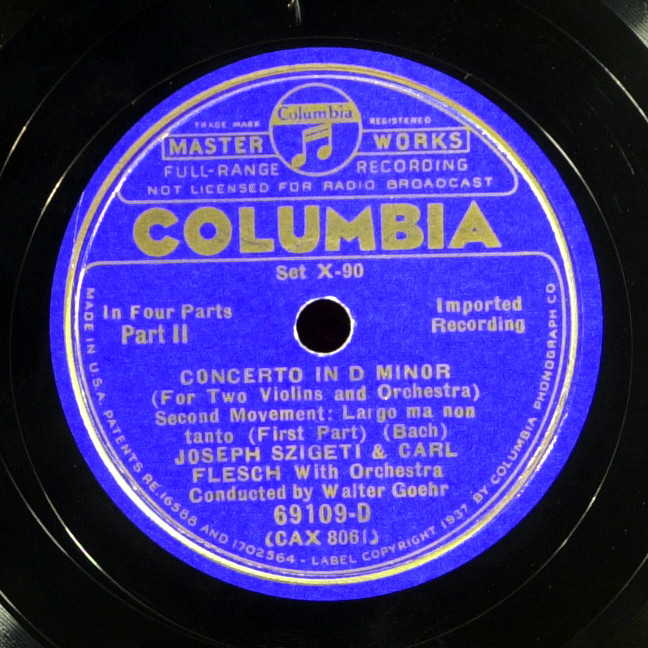 Columbia
TRADE MARK REGISTERED
MASTER WORKS
FULL-RANGE RECORDING
NOT LICENSED FOR RADIO BROADCAST
COLUMBIA
Set X-90
In Four Parts
Part II
Imported
Recording
CONCERTO IN D MINOR
(For Two Violins and Orchestra)
Second Movement: Largo ma non
tanto (First Part) (Bach)
JOSEPH SZIGETI & CARL
FLESCH With Orchestra
Conducted by Walter Goehr
69109-D
(CAX 8061)
MADE IN U.S.A. PATENTS RE.16588 AND 1702564 - LABEL COPYRIGHT 1937 BY COLUMBIA PHONOGRAPH CO